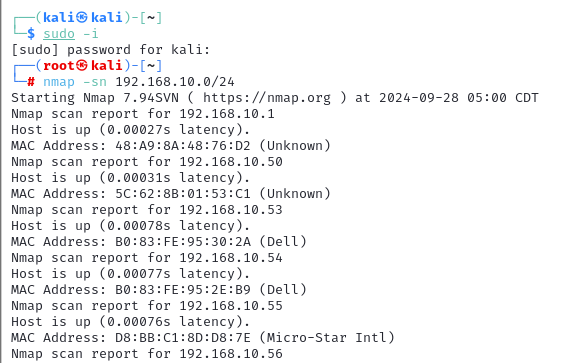 ┌──(kali㉿kali)-[~]
└─$ sudo -i
[sudo] password for kali:
┌──(root㉿kali)-[~]
└─# nmap -sn 192.168.10.0/24
Starting Nmap 7.94SVN ( https://nmap.org ) at 2024-09-28 05:00 CDT
Nmap scan report for 192.168.10.1
Host is up (0.00027s latency).
MAC Address: 48:A9:8A:48:76:D2 (Unknown)
Nmap scan report for 192.168.10.50
Host is up (0.00031s latency).
MAC Address: 5C:62:8B:01:53:C1 (Unknown)
Nmap scan report for 192.168.10.53
Host is up (0.00078s latency).
MAC Address: B0:83:FE:95:30:2A (Dell)
Nmap scan report for 192.168.10.54
Host is up (0.00077s latency).
MAC Address: B0:83:FE:95:2E:B9 (Dell)
Nmap scan report for 192.168.10.55
Host is up (0.00076s latency).
MAC Address: D8:BB:C1:8D:D8:7E (Micro-Star Intl)
Nmap scan report for 192.168.10.56